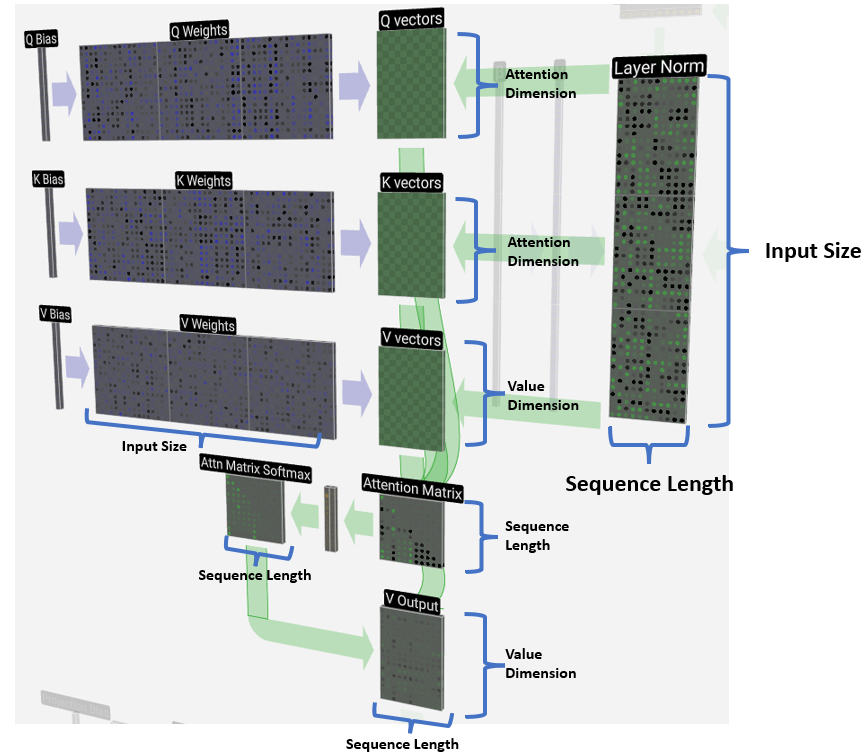 Q Bias
Q Weights
Q vectors
Layer Norm
Attention
Dimension
K Bias
K Weights
K vectors
Attention
Dimension
Input Size
V Bias
V Weights
V vectors
Value
Dimension
Input Size
Attn Matrix Softmax
Attention Matrix
Sequence Length
Sequence
Length
Sequence Length
V Output
Value
Dimension
Sequence Length